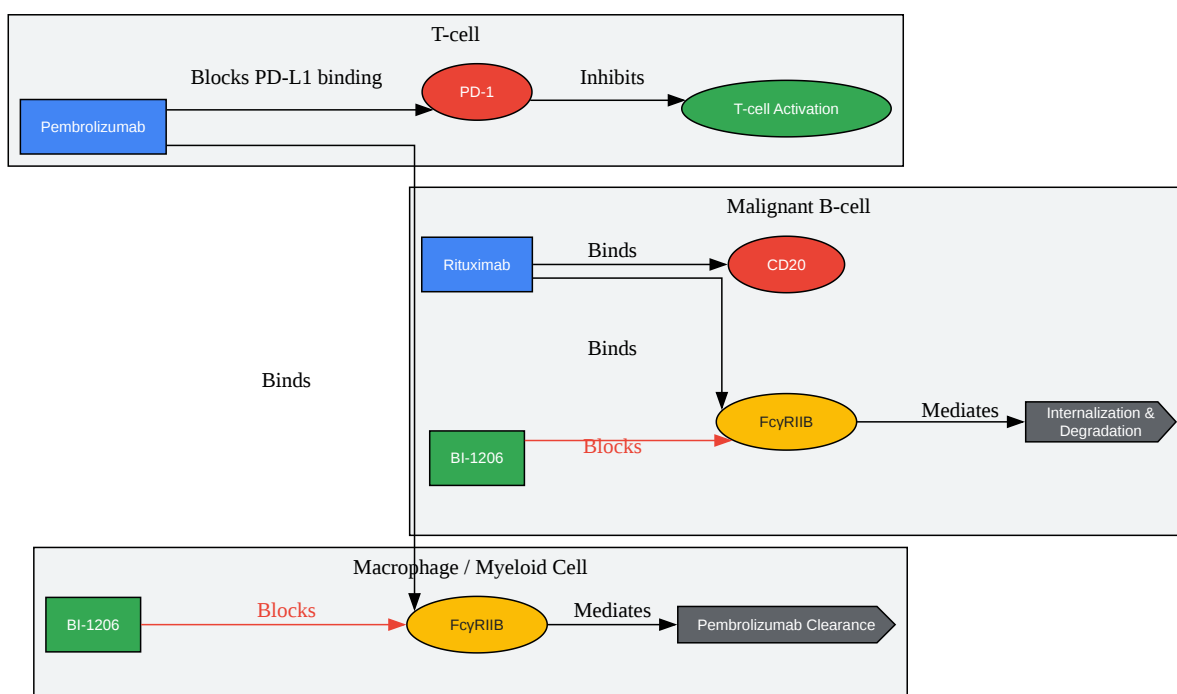 T-cell
Blocks PD-L1 binding
PD-1
Inhibits
T-cell Activation
Pembrolizumab
Malignant B-cell
Rituximab
Binds
CD20
Binds
Binds
FcγRIIB
Mediates
Internalization &
Degradation
BI-1206
Blocks
Macrophage / Myeloid Cell
BI-1206
Blocks
FcγRIIB
Mediates
Pembrolizumab Clearance